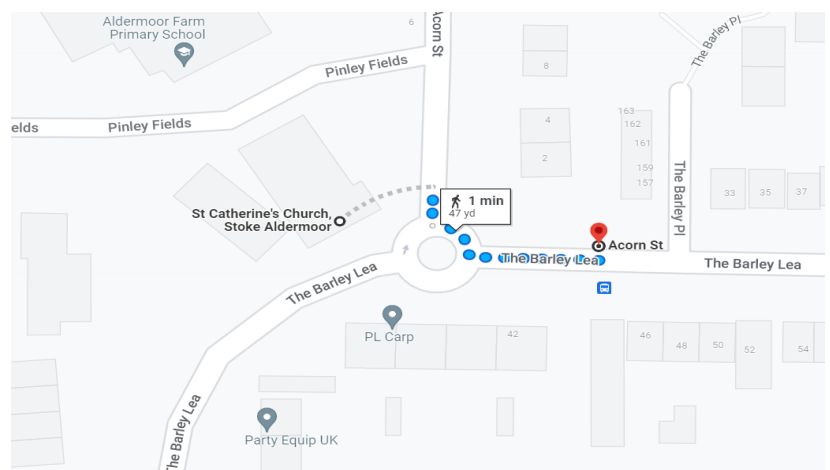 Aldermoor Farm
Primary School
6
Acorn St
The Barley Pl
8
Pinley Fields
elds
Pinley Fields
163
162
4
161
2
159
157
The Barley Pl
33
35
37
1 min
47 yd
St Catherine's Church,
Stoke Aldermoor
Acorn St
The Barley Lea
The Barley Lea
The Barley Lea
PL Carp
42
46
48
50
52
54
The Barley Lea
Party Equip UK